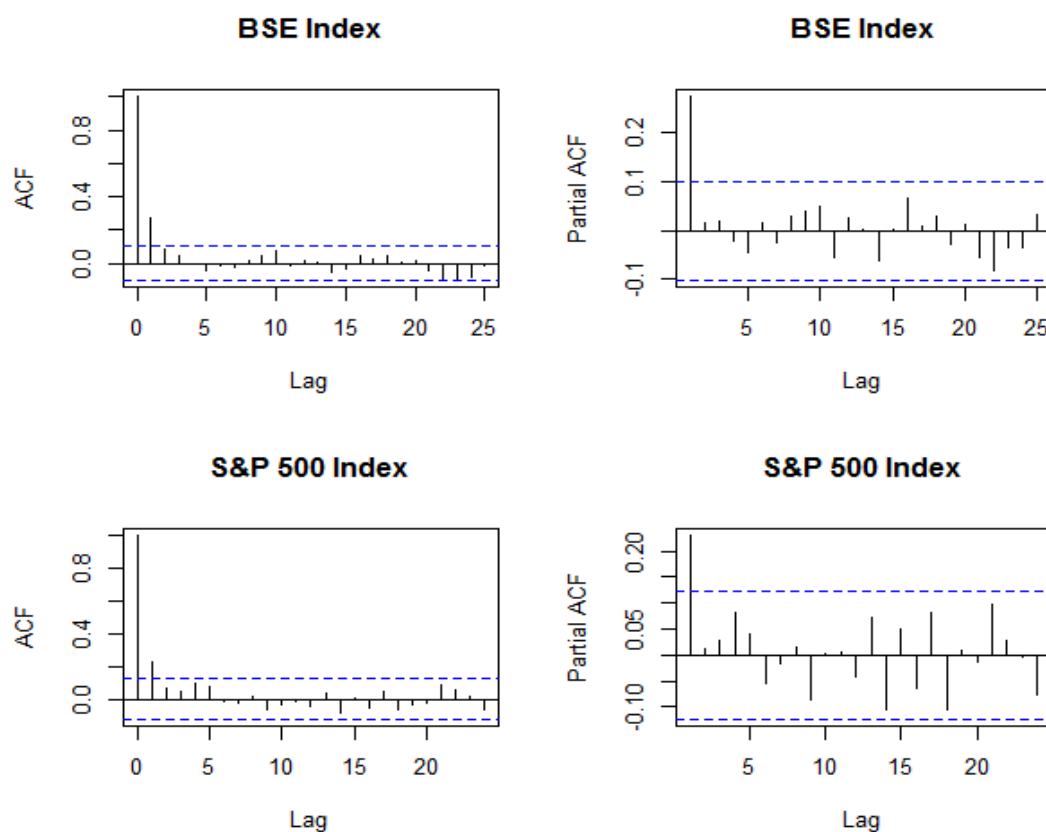 BSE Index
ACF
0.0 0.4 0.8
0 5 10 15 20 25
Lag
BSE Index
Partial ACF
-0.1 0.1 0.2
5 10 15 20 25
Lag
S&P 500 Index
ACF
0.0 0.4 0.8
0 5 10 15 20
Lag
S&P 500 Index
Partial ACF
-0.10 0.05 0.20
5 10 15 20
Lag